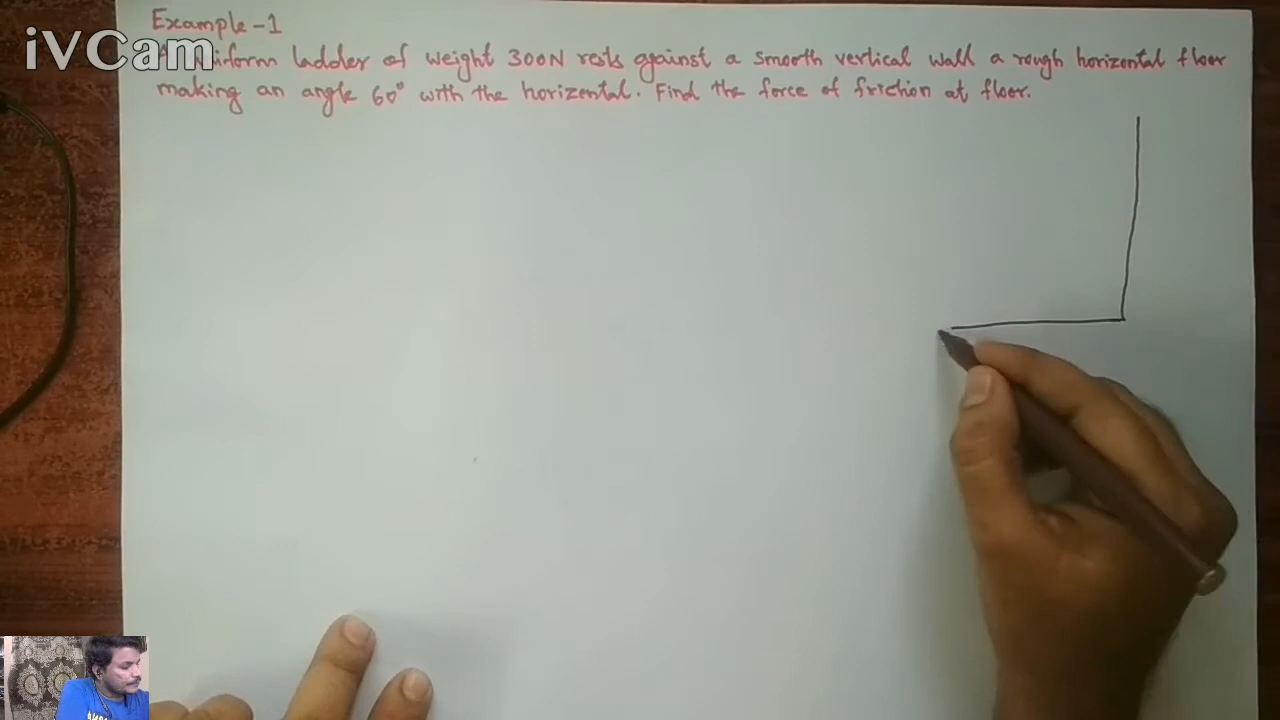 Example-1
iVCam
uniform ladder of weight 300N rests against a smooth vertical wall a rough horizontal floor
making an angle 60° with the horizontal. Find the force of friction at floor.